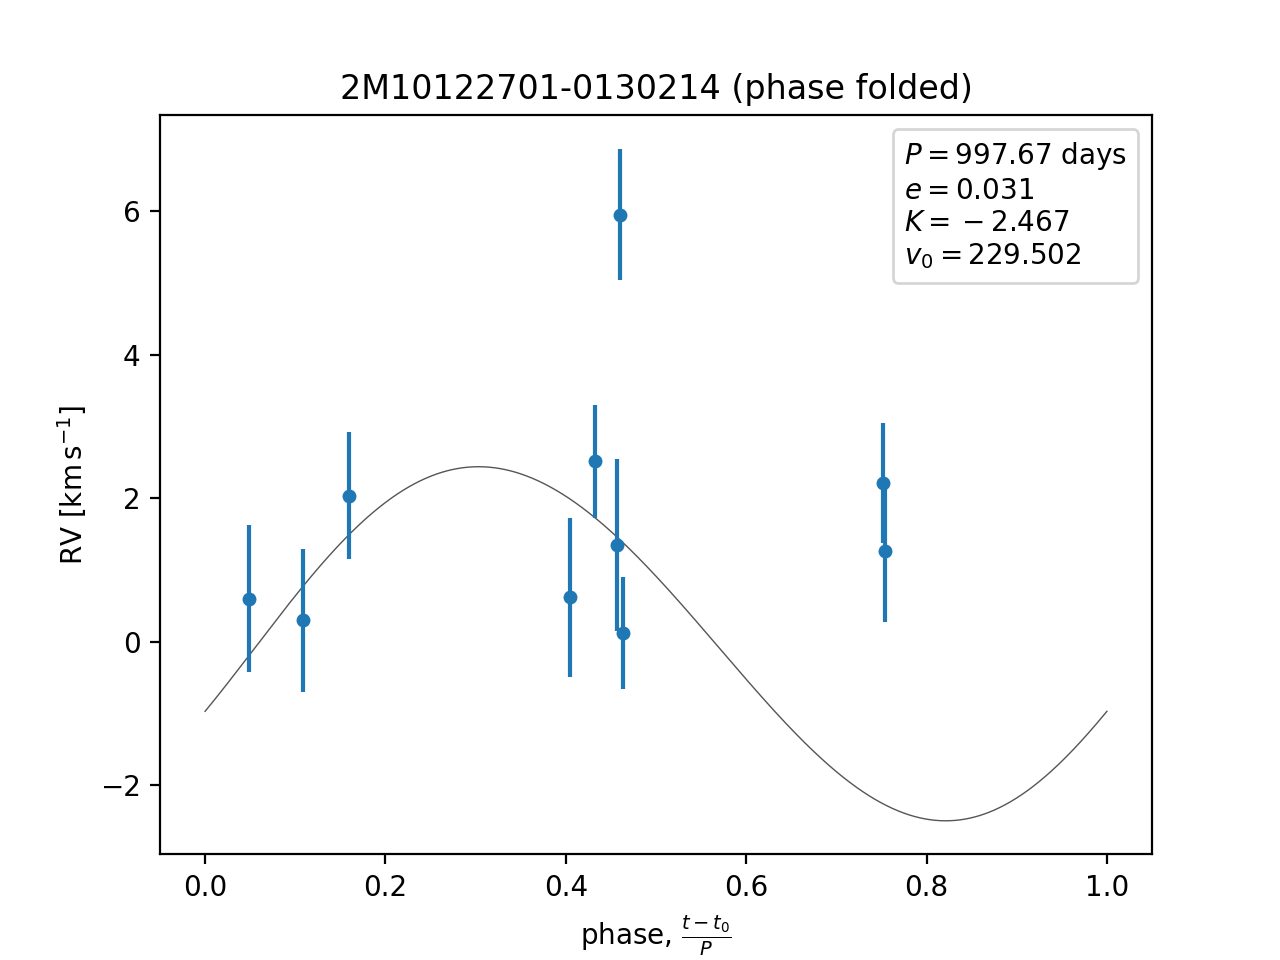 2M10122701-0130214 (phase folded)
P = 997.67 days
e = 0.031
K = −2.467
v₀ = 229.502
6
4
2
0
−2
RV [km s⁻¹]
0.0 0.2 0.4 0.6 0.8 1.0
phase, (t − t₀)/P